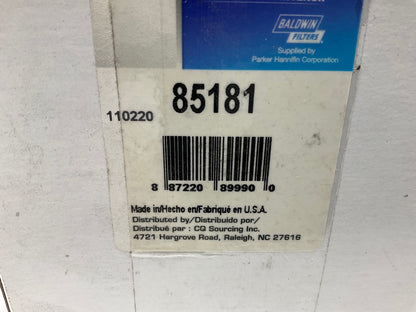 BALDWIN
FILTERS®
Supplied by
Parker Hannifin Corporation
85181
110220
8 87220 89990 0
Made in/Hecho en/Fabriqué en U.S.A.
Distributed by/Distribuido por/
Distribué par : CQ Sourcing Inc.
4721 Hargrove Road, Raleigh, NC 27616